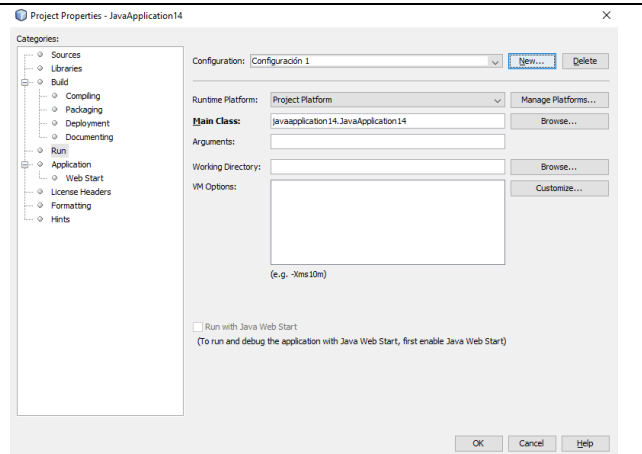 Project Properties - JavaApplication14
Categories:
Sources
Libraries
Build
Compiling
Packaging
Deployment
Documenting
Run
Application
Web Start
License Headers
Formatting
Hints
Configuration: Configuración 1 New... Delete
Runtime Platform: Project Platform Manage Platforms...
Main Class: javaapplication14.JavaApplication14 Browse...
Arguments:
Working Directory: Browse...
VM Options: Customize...
(e.g. -Xms10m)
Run with Java Web Start
(To run and debug the application with Java Web Start, first enable Java Web Start)
OK Cancel Help